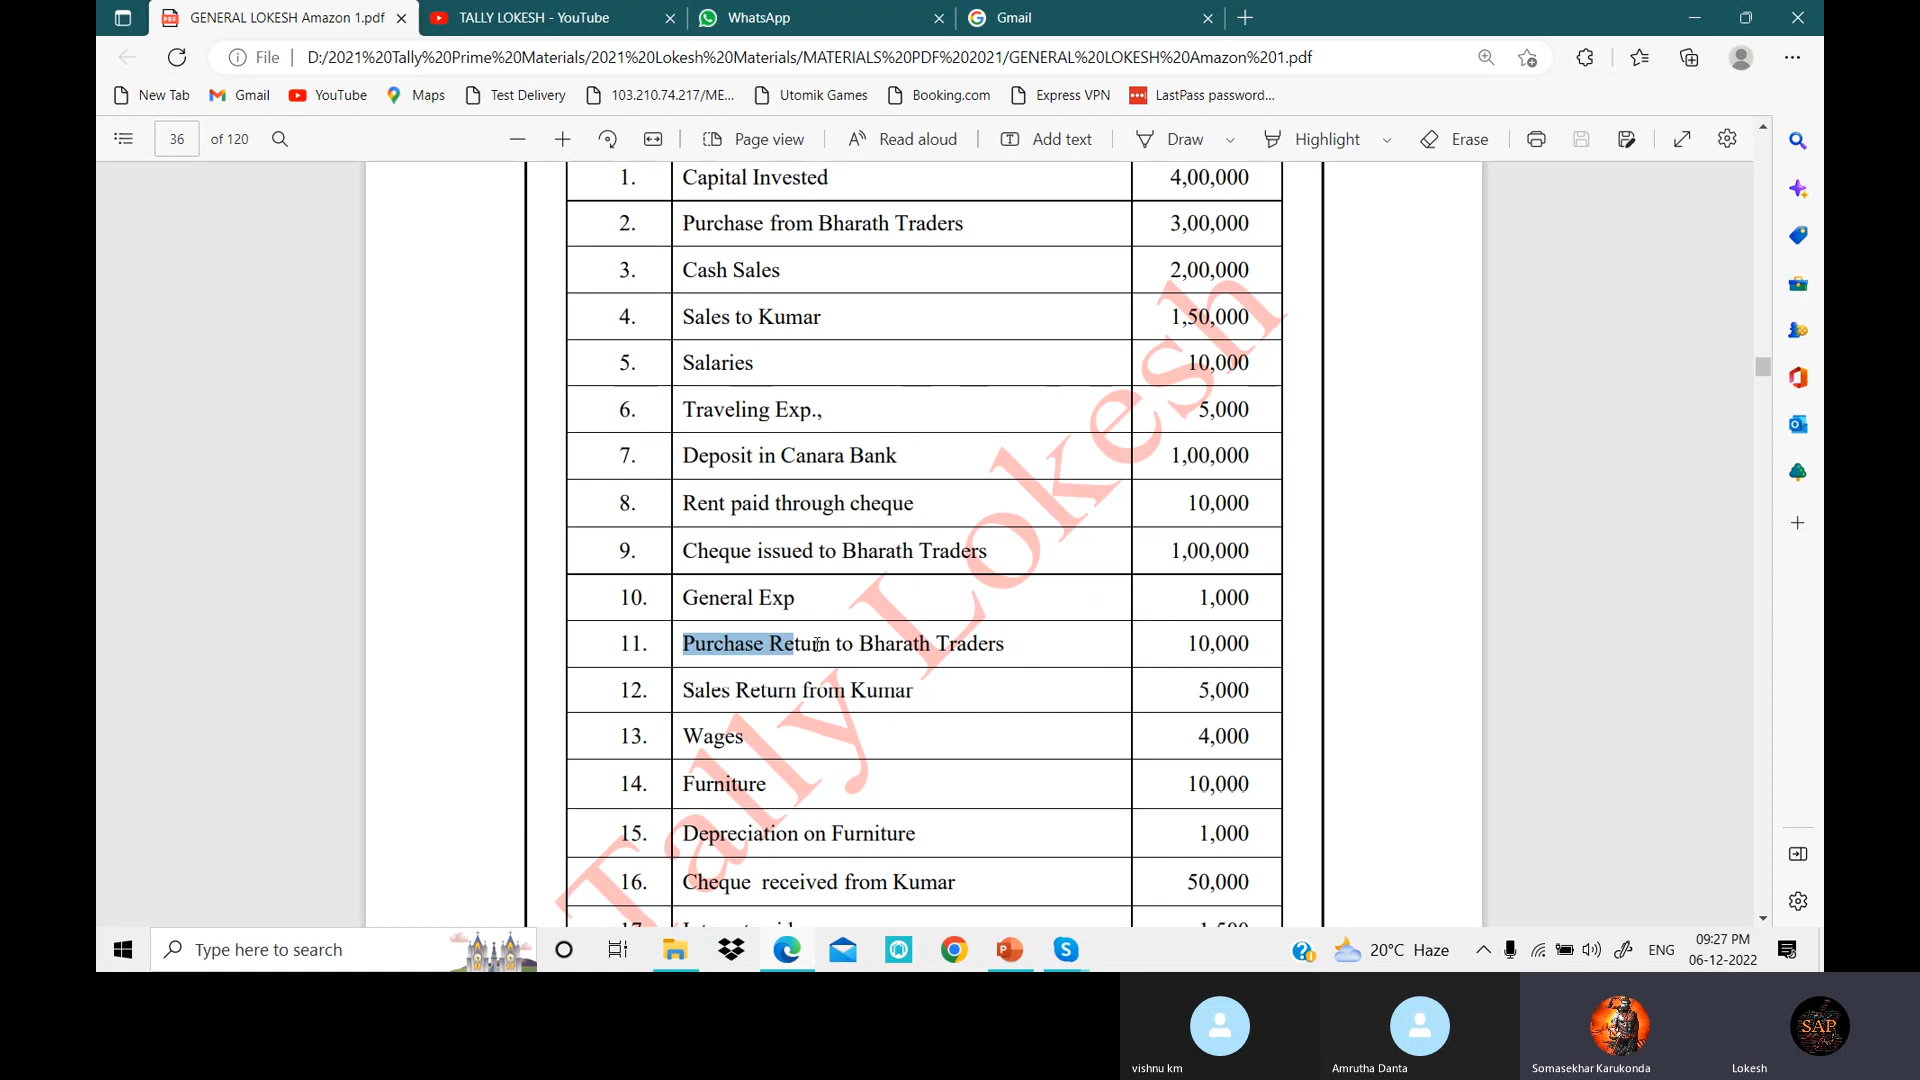 GENERAL LOKESH Amazon 1.pdf
TALLY LOKESH - YouTube
WhatsApp
Gmail
File
D:/2021%20Tally%20Prime%20Materials/2021%20Lokesh%20Materials/MATERIALS%20PDF%202021/GENERAL%20LOKESH%20Amazon%201.pdf
New Tab
Gmail
YouTube
Maps
Test Delivery
103.210.74.217/ME...
Utomik Games
Booking.com
Express VPN
LastPass password...
36 of 120
Page view
Read aloud
Add text
Draw
Highlight
Erase
1. Capital Invested 4,00,000
2. Purchase from Bharath Traders 3,00,000
3. Cash Sales 2,00,000
4. Sales to Kumar 1,50,000
5. Salaries 10,000
6. Traveling Exp., 5,000
7. Deposit in Canara Bank 1,00,000
8. Rent paid through cheque 10,000
9. Cheque issued to Bharath Traders 1,00,000
10. General Exp 1,000
11. Purchase Return to Bharath Traders 10,000
12. Sales Return from Kumar 5,000
13. Wages 4,000
14. Furniture 10,000
15. Depreciation on Furniture 1,000
16. Cheque received from Kumar 50,000
Tally Lokesh
Type here to search
20°C Haze
ENG
09:27 PM
06-12-2022
vishnu km
Amrutha Danta
Somasekhar Karukonda
SAP
Lokesh